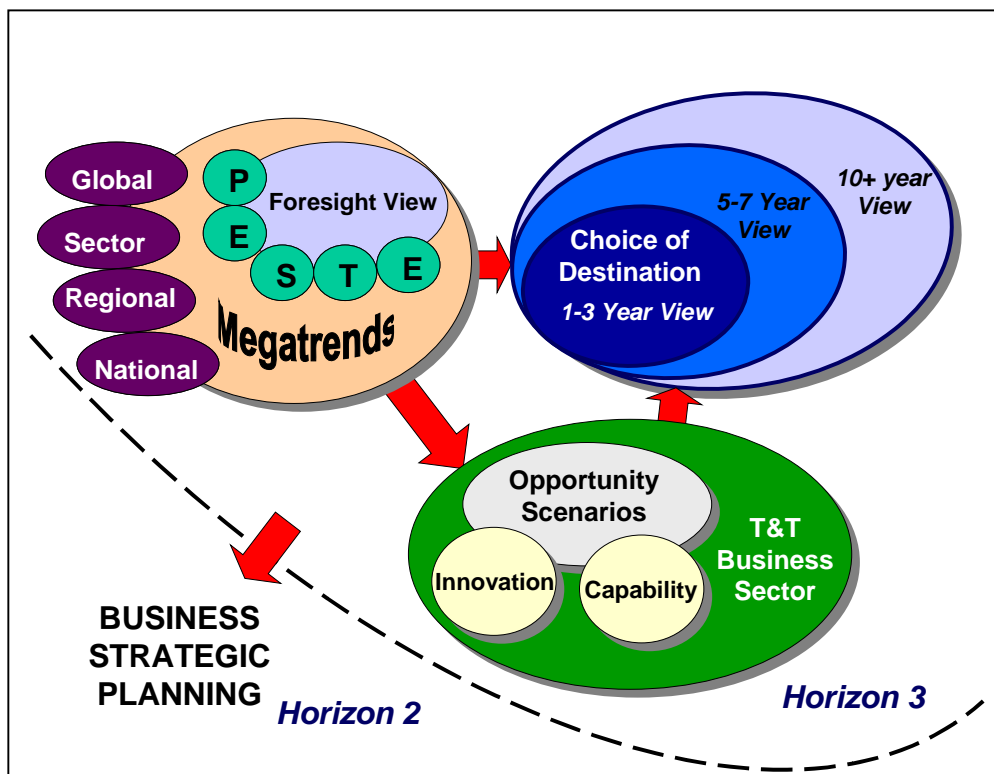 Global
Sector
Regional
National
P
E
S
T
E
Foresight View
Megatrends
10+ year
View
5-7 Year
View
Choice of
Destination
1-3 Year View
Opportunity
Scenarios
Innovation
Capability
T&T
Business
Sector
BUSINESS
STRATEGIC
PLANNING
Horizon 2
Horizon 3